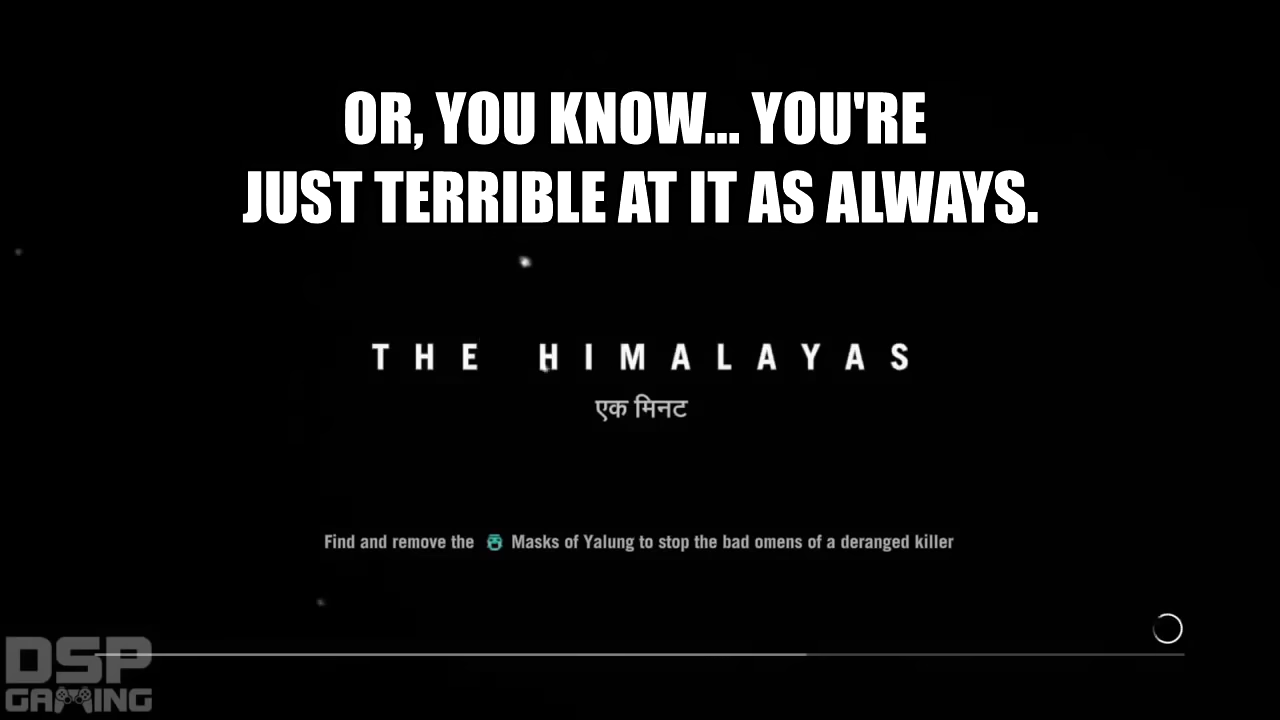 OR, YOU KNOW... YOU'RE
JUST TERRIBLE AT IT AS ALWAYS.
THE HIMALAYAS
एक मिनट
Find and remove the Masks of Yalung to stop the bad omens of a deranged killer
DSP
GAMING